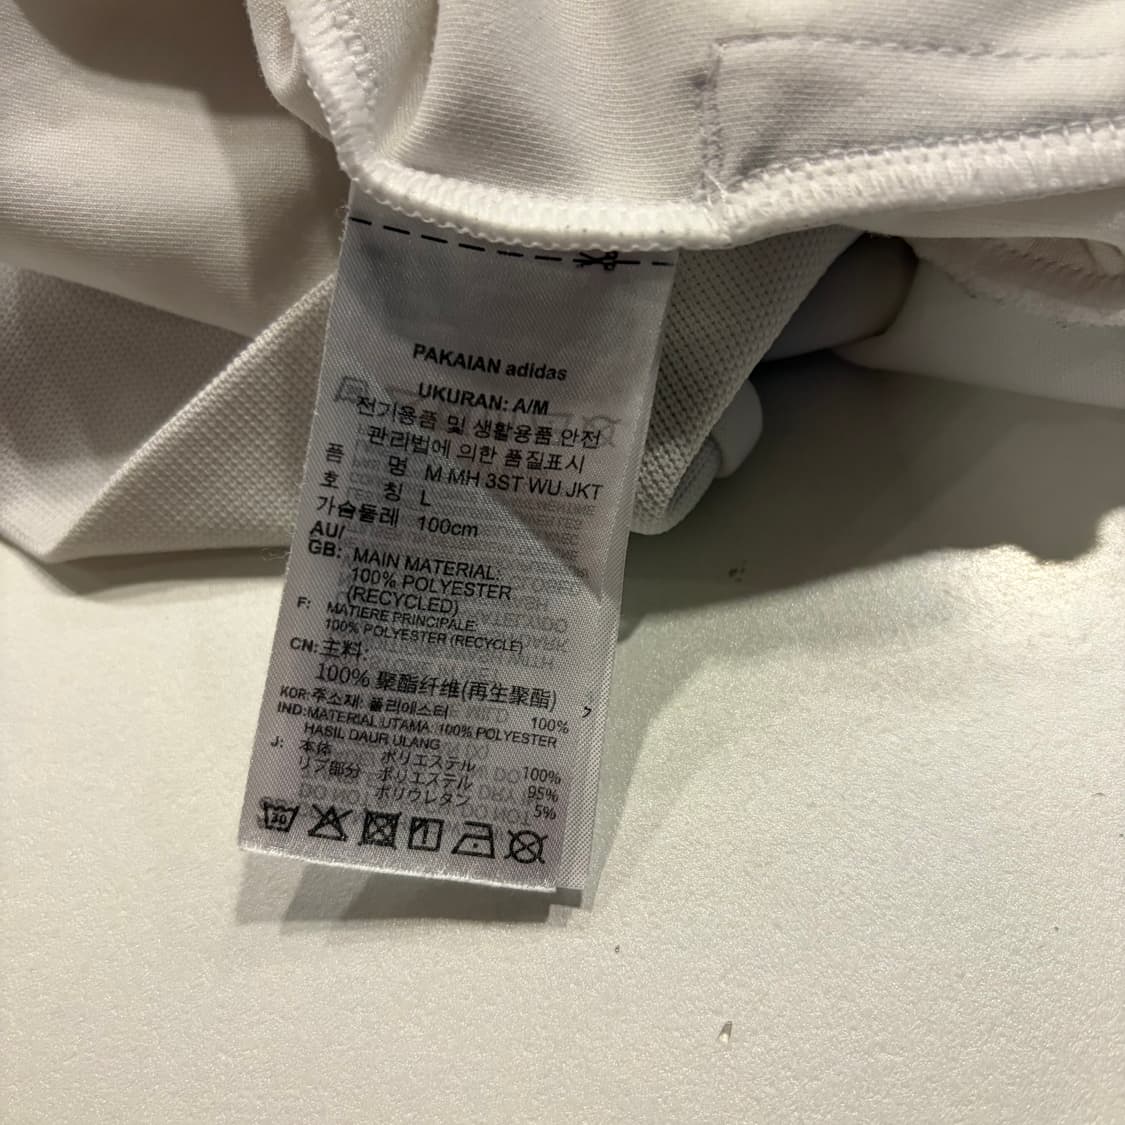 PAKAIAN adidas
UKURAN: A/M
전기용품 및 생활용품 안전
관리법에 의한 품질표시
품 명 M MH 3ST WU JKT
호 칭 L
가슴둘레 100cm
AU/
GB: MAIN MATERIAL:
100% POLYESTER
(RECYCLED)
F: MATIERE PRINCIPALE:
100% POLYESTER (RECYCLE)
CN: 主料:
100% 聚酯纤维(再生聚酯)
KOR: 주소재: 폴리에스터 100%
IND: MATERIAL UTAMA: 100% POLYESTER
HASIL DAUR ULANG
J: 本体 ポリエステル 100%
リブ部分 ポリエステル 95%
ポリウレタン 5%
30